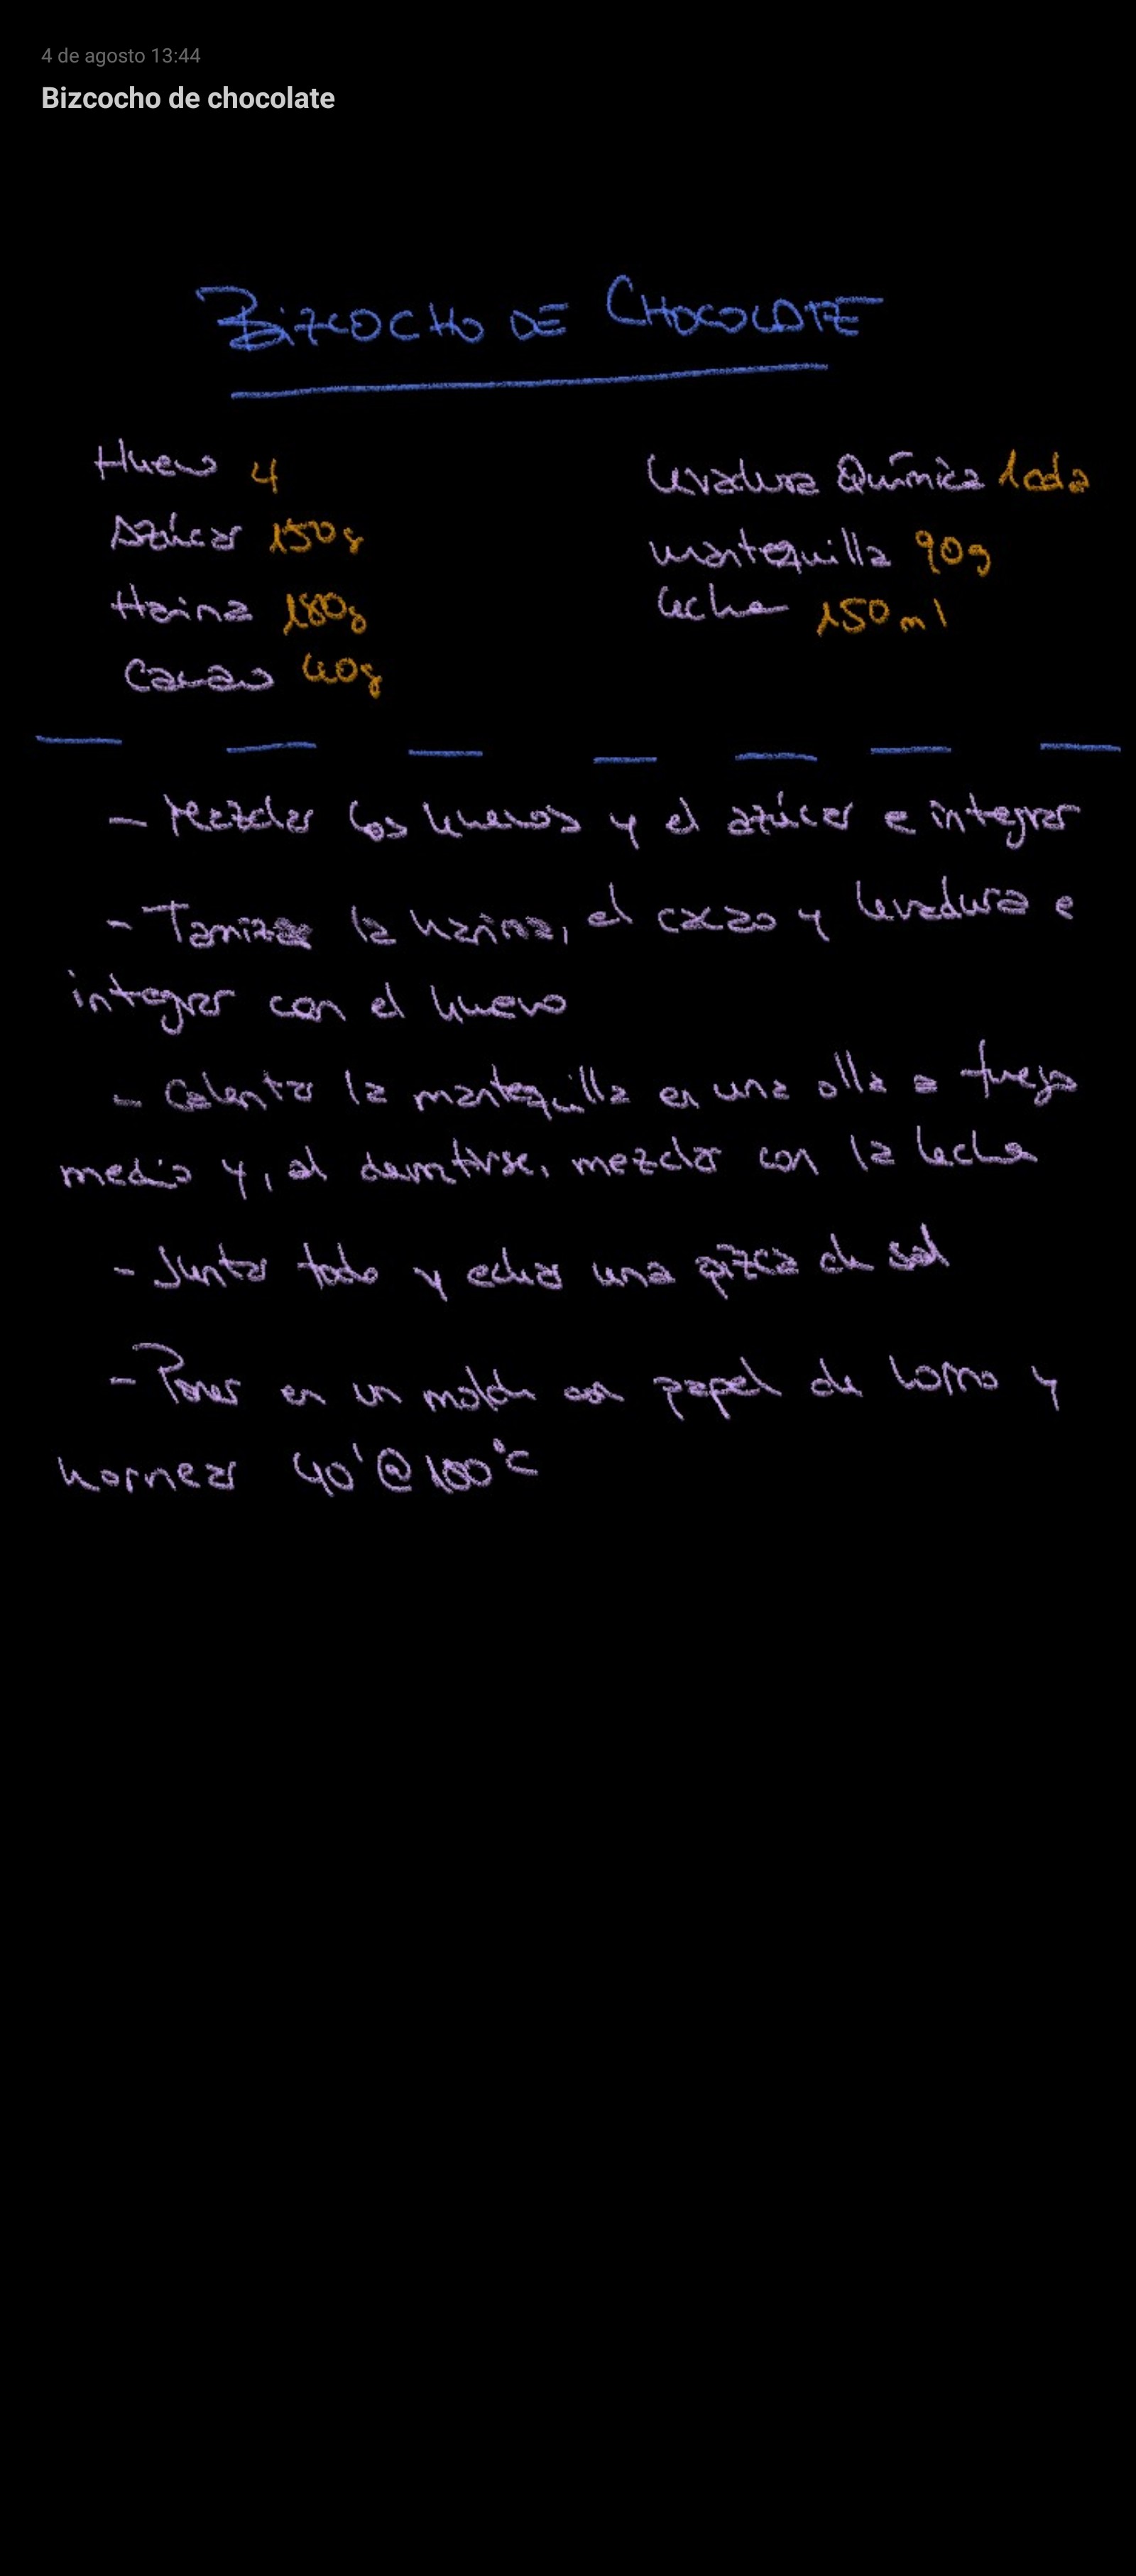 4 de agosto 13:44
Bizcocho de chocolate
BIZCOCHO DE CHOCOLATE
Huevo 4
Levadura Química 1cda
Azúcar 150g
Mantequilla 90g
Harina 180g
Leche 150 ml
Cacao 40g
- Mezclar los huevos y el azúcar e integrar
- Tamizar la harina, el cacao y levadura e
integrar con el huevo
- Calentar la mantequilla en una olla a fuego
medio y, al derretirse, mezclar con la leche
- Juntar todo y echar una pizca de sal
- Poner en un molde con papel de horno y
hornear 40' @ 180°C